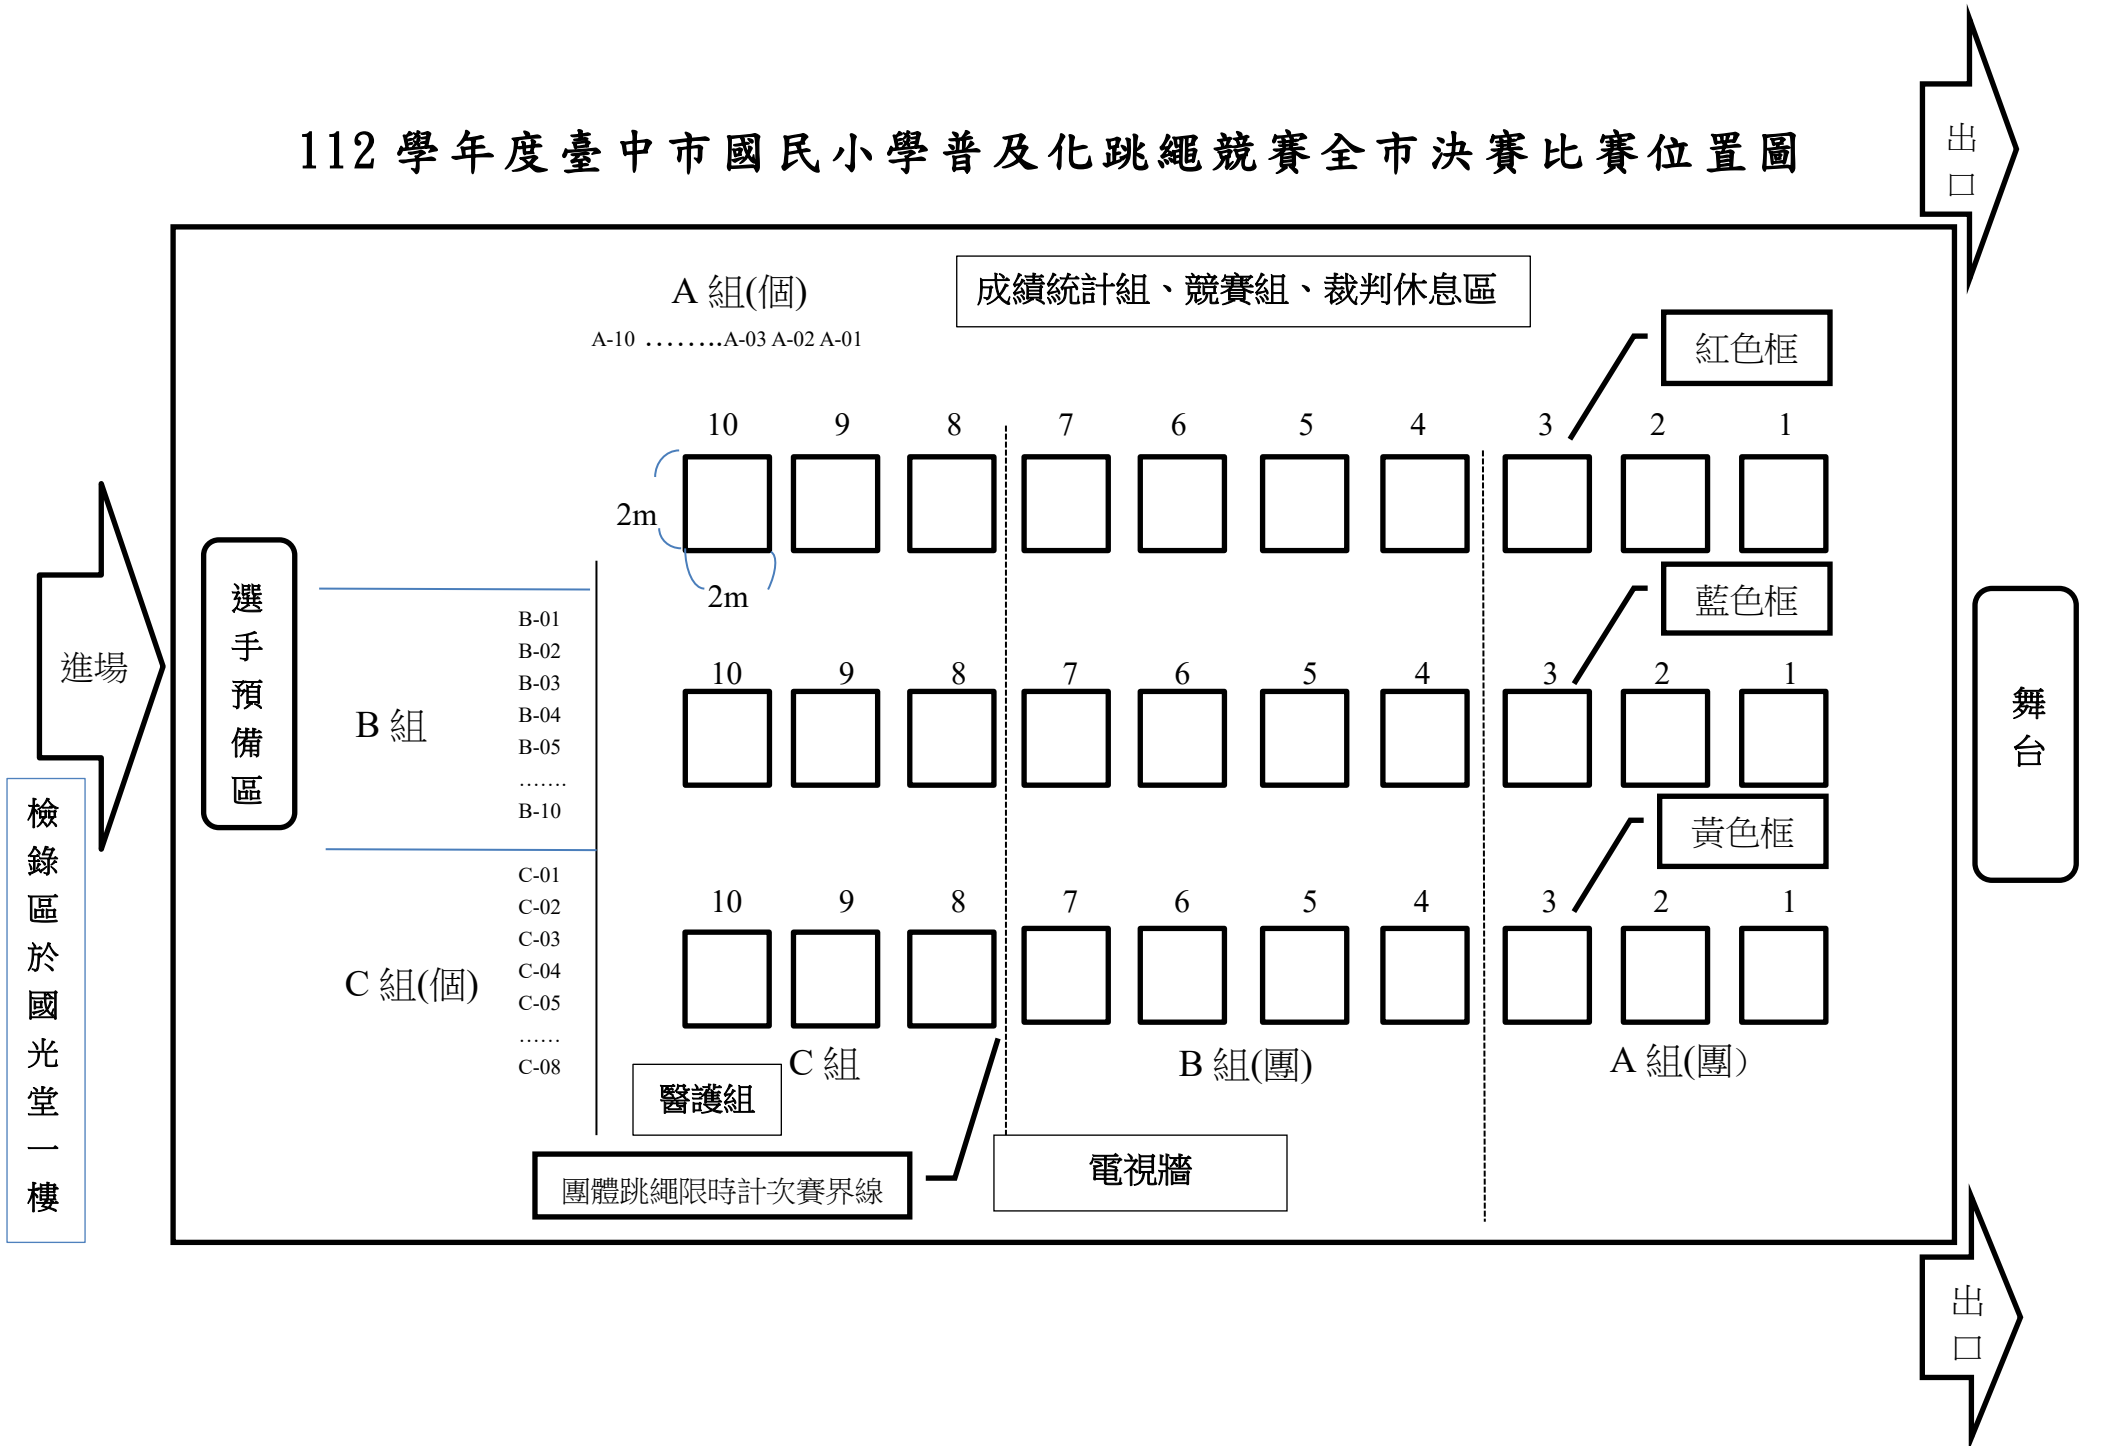 出
口
112學年度臺中市國民小學普及化跳繩競賽全市決賽比賽位置圖
A 組(個)
成績統計組、競賽組、裁判休息區
A-10 ……..A-03 A-02 A-01
紅色框
10 9 8 7 6 5 4 3 2 1
2m
2m
藍色框
進場
選手預備區
B 組
B-01
B-02
B-03
B-04
B-05
…….
B-10
10 9 8 7 6 5 4 3 2 1
舞台
黃色框
檢錄區於國光堂一樓
C 組(個)
C-01
C-02
C-03
C-04
C-05
……
C-08
10 9 8 7 6 5 4 3 2 1
C 組
B 組(團)
A 組(團）
醫護組
電視牆
團體跳繩限時計次賽界線
出
口